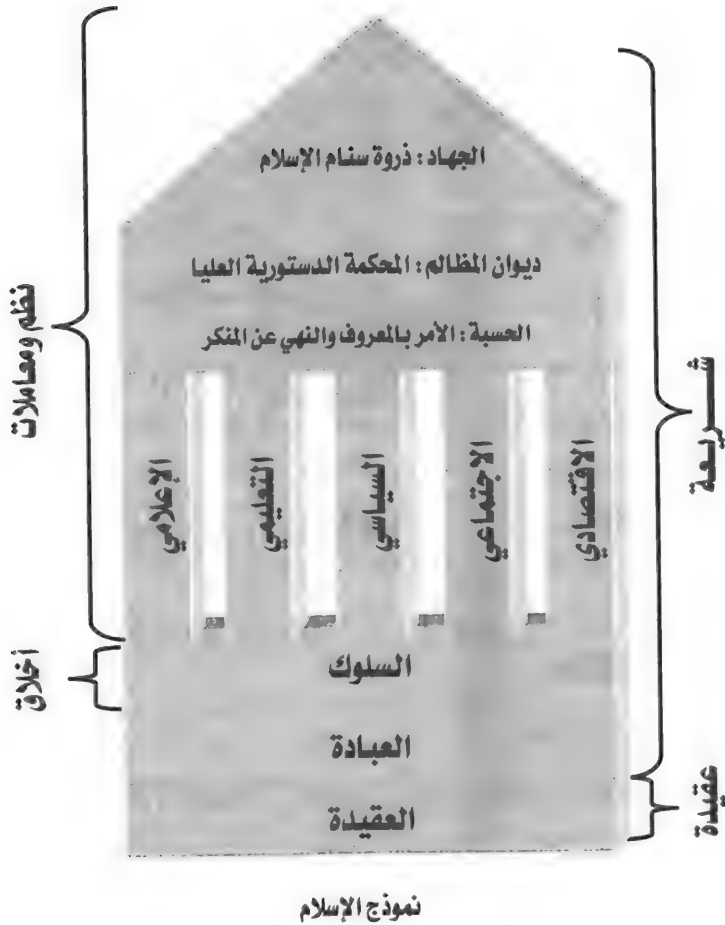 الجهاد : ذروة سنام الإسلام
ديوان المظالم : المحكمة الدستورية العليا
الحسبة : الأمر بالمعروف والنهي عن المنكر
نظم ومعاملات
شريعة
الاقتصادي
الاجتماعي
السياسي
التعليمي
الإعلامي
أخلاق
السلوك
العبادة
العقيدة
عقيدة
نموذج الإسلام